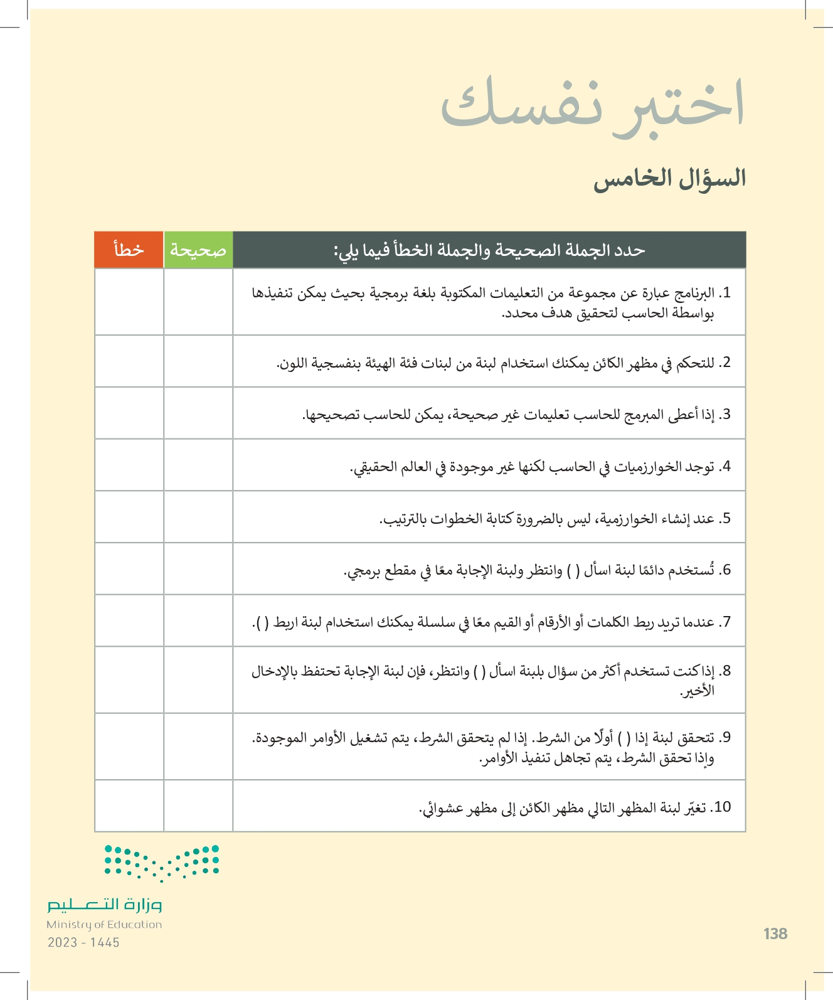 اختبر نفسك
السؤال الخامس
حدد الجملة الصحيحة والجملة الخطأ فيما يلي: صحيحة خطأ
1. البرنامج عبارة عن مجموعة من التعليمات المكتوبة بلغة برمجية بحيث يمكن تنفيذها
بواسطة الحاسب لتحقيق هدف محدد.
2. للتحكم في مظهر الكائن يمكنك استخدام لبنة من لبنات فئة الهيئة بنفسجية اللون.
3. إذا أعطى المبرمج للحاسب تعليمات غير صحيحة، يمكن للحاسب تصحيحها.
4. توجد الخوارزميات في الحاسب لكنها غير موجودة في العالم الحقيقي.
5. عند إنشاء الخوارزمية، ليس بالضرورة كتابة الخطوات بالترتيب.
6. تُستخدم دائمًا لبنة اسأل ( ) وانتظر ولبنة الإجابة معًا في مقطع برمجي.
7. عندما تريد ربط الكلمات أو الأرقام أو القيم معًا في سلسلة يمكنك استخدام لبنة اربط ( ).
8. إذا كنت تستخدم أكثر من سؤال بلبنة اسأل ( ) وانتظر، فإن لبنة الإجابة تحتفظ بالإدخال
الأخير.
9. تتحقق لبنة إذا ( ) أولًا من الشرط. إذا لم يتحقق الشرط، يتم تشغيل الأوامر الموجودة.
وإذا تحقق الشرط، يتم تجاهل تنفيذ الأوامر.
10. تغيّر لبنة المظهر التالي مظهر الكائن إلى مظهر عشوائي.
وزارة التعليم
Ministry of Education
2023 - 1445
138